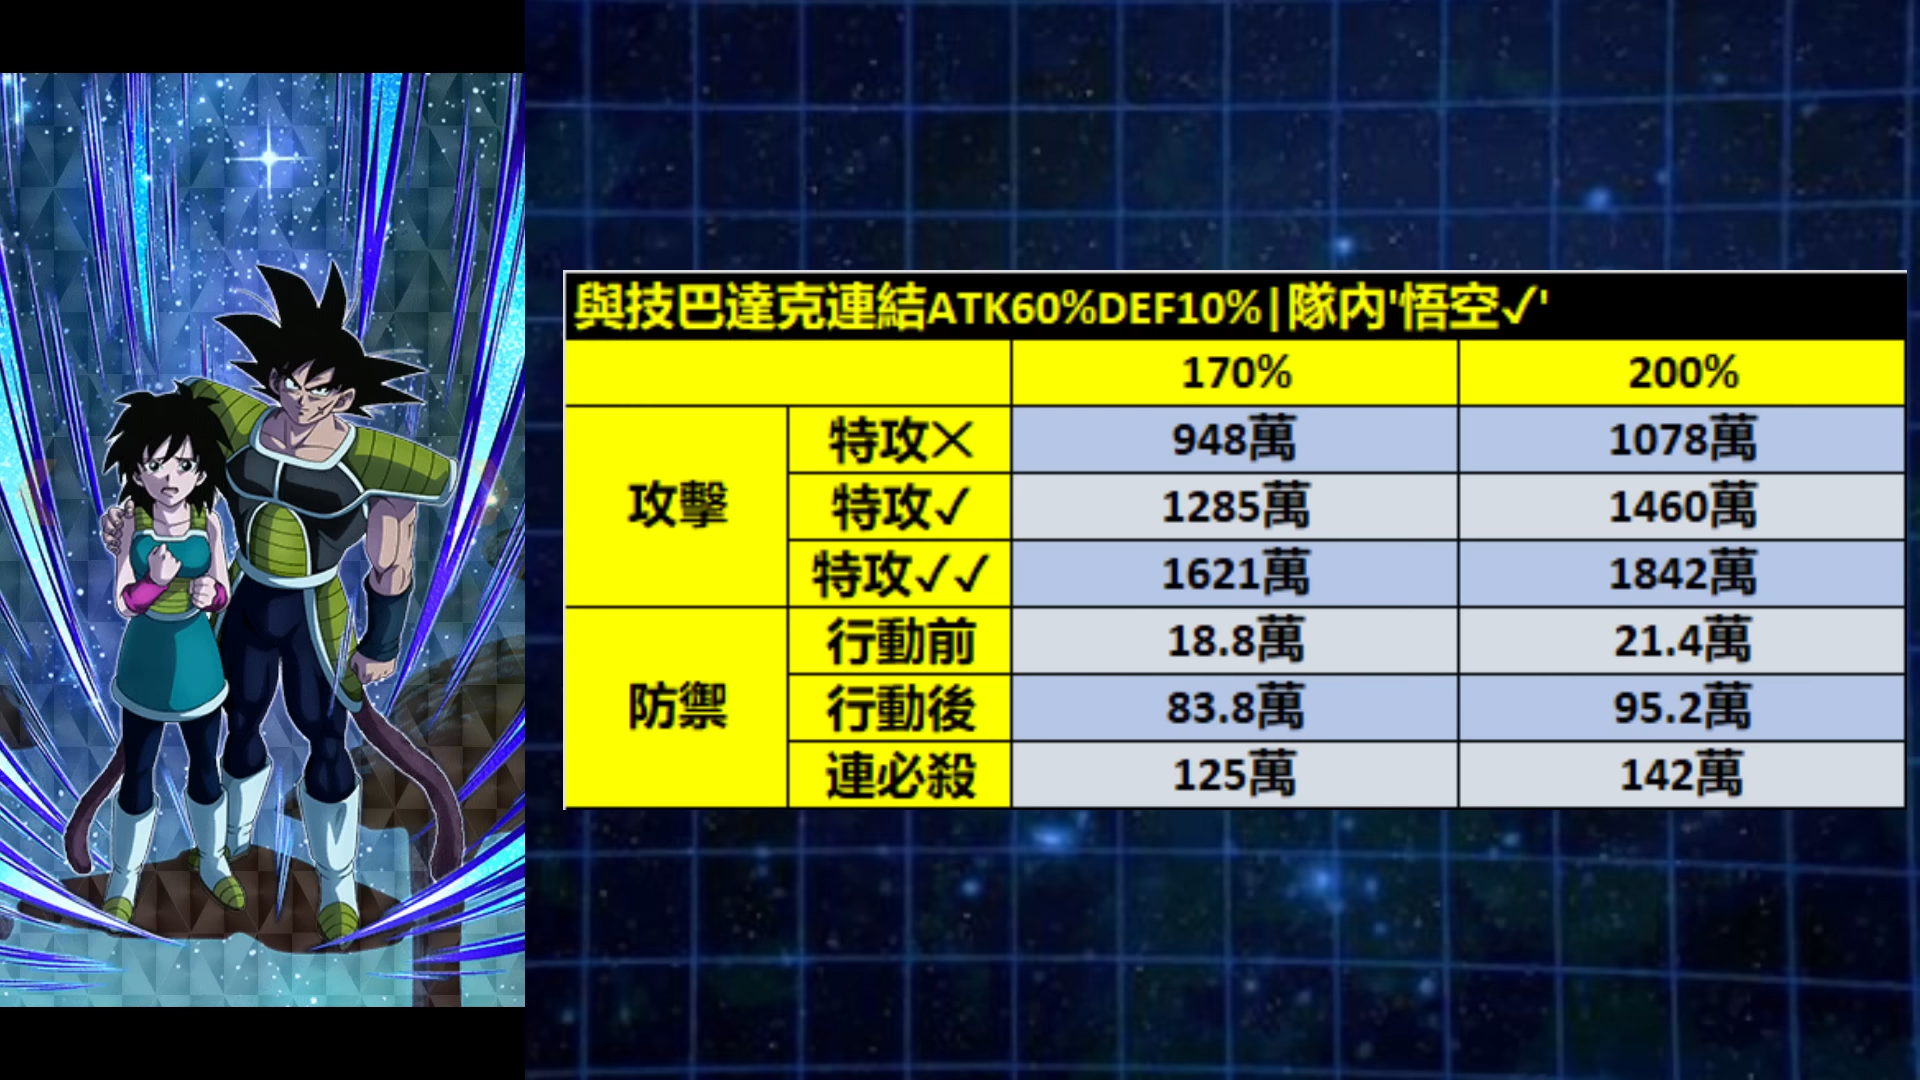 與技巴達克連結ATK60%DEF10%|隊內'悟空✓'
170% 200%
攻擊
特攻✕ 948萬 1078萬
特攻✓ 1285萬 1460萬
特攻✓✓ 1621萬 1842萬
防禦
行動前 18.8萬 21.4萬
行動後 83.8萬 95.2萬
連必殺 125萬 142萬